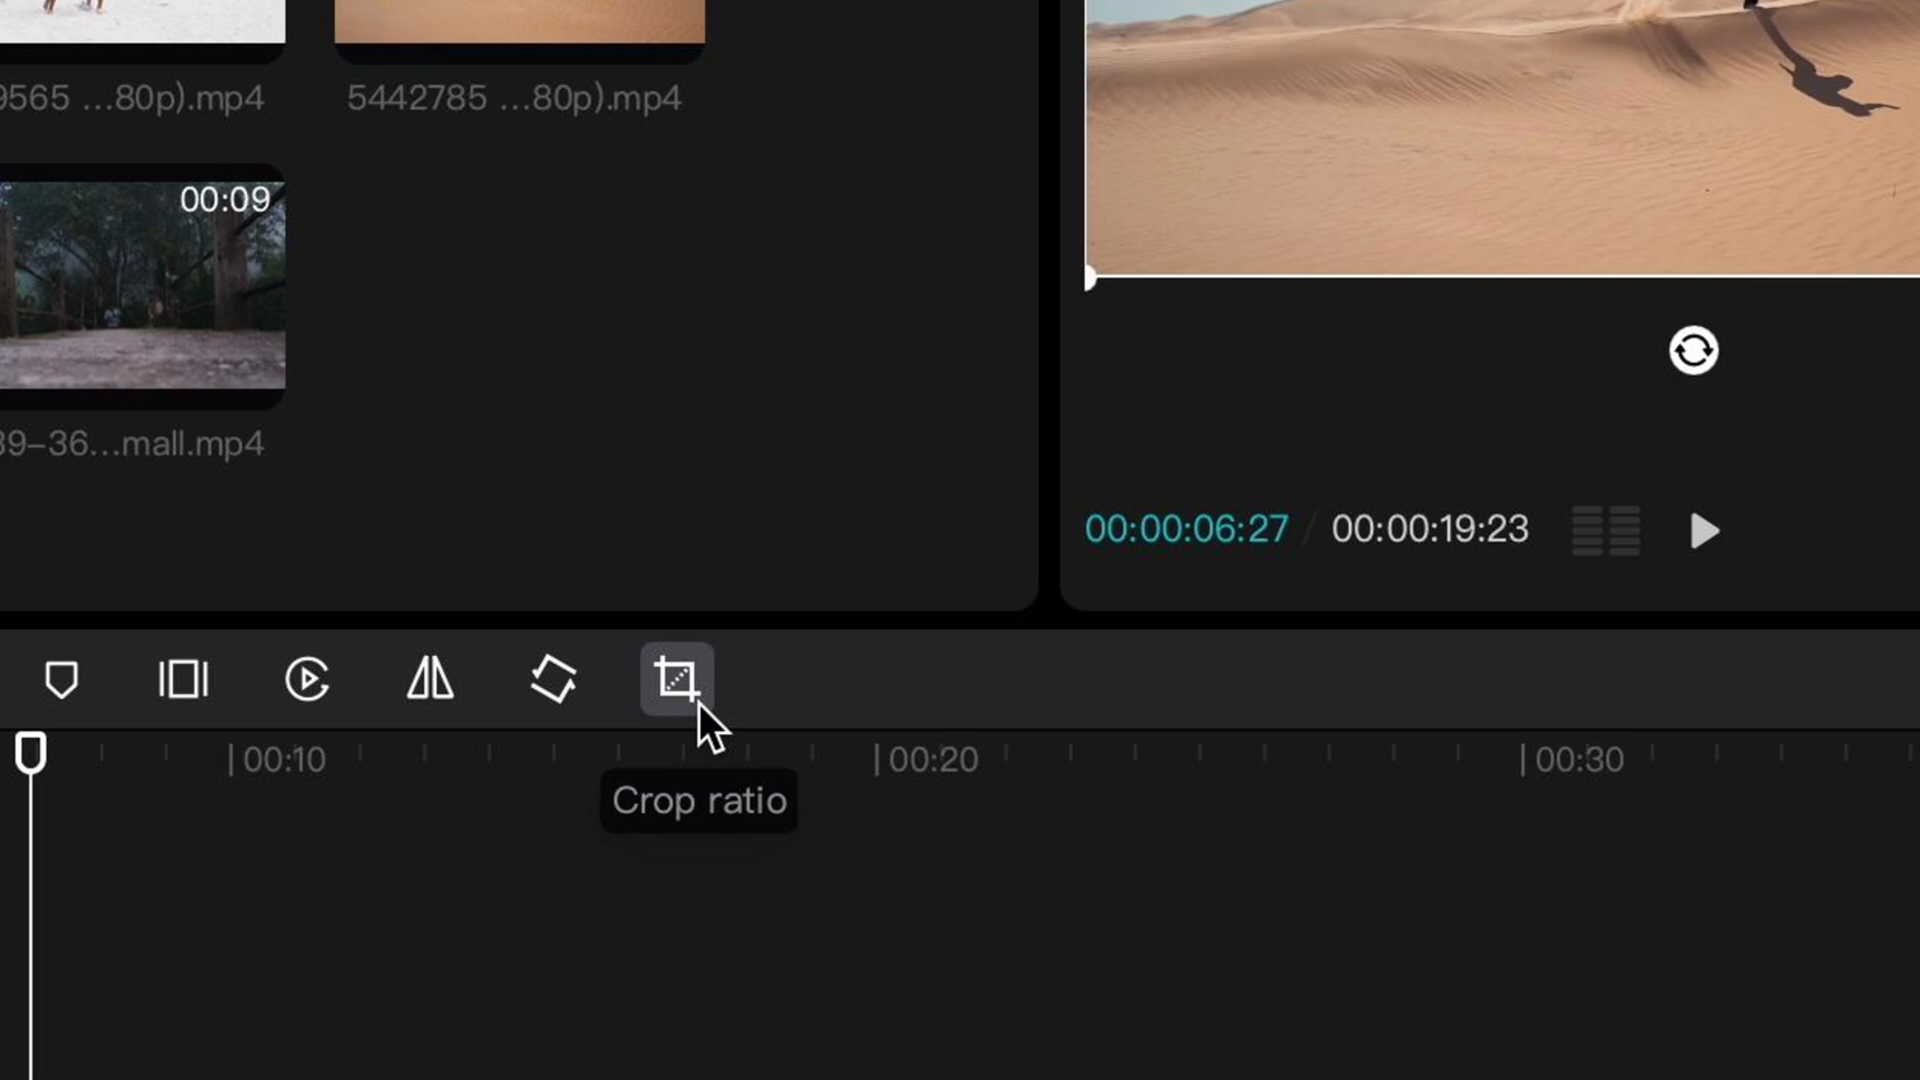 9565 ...80p).mp4
5442785 ...80p).mp4
00:09
39–36...mall.mp4
00:00:06:27 / 00:00:19:23
00:10
00:20
00:30
Crop ratio